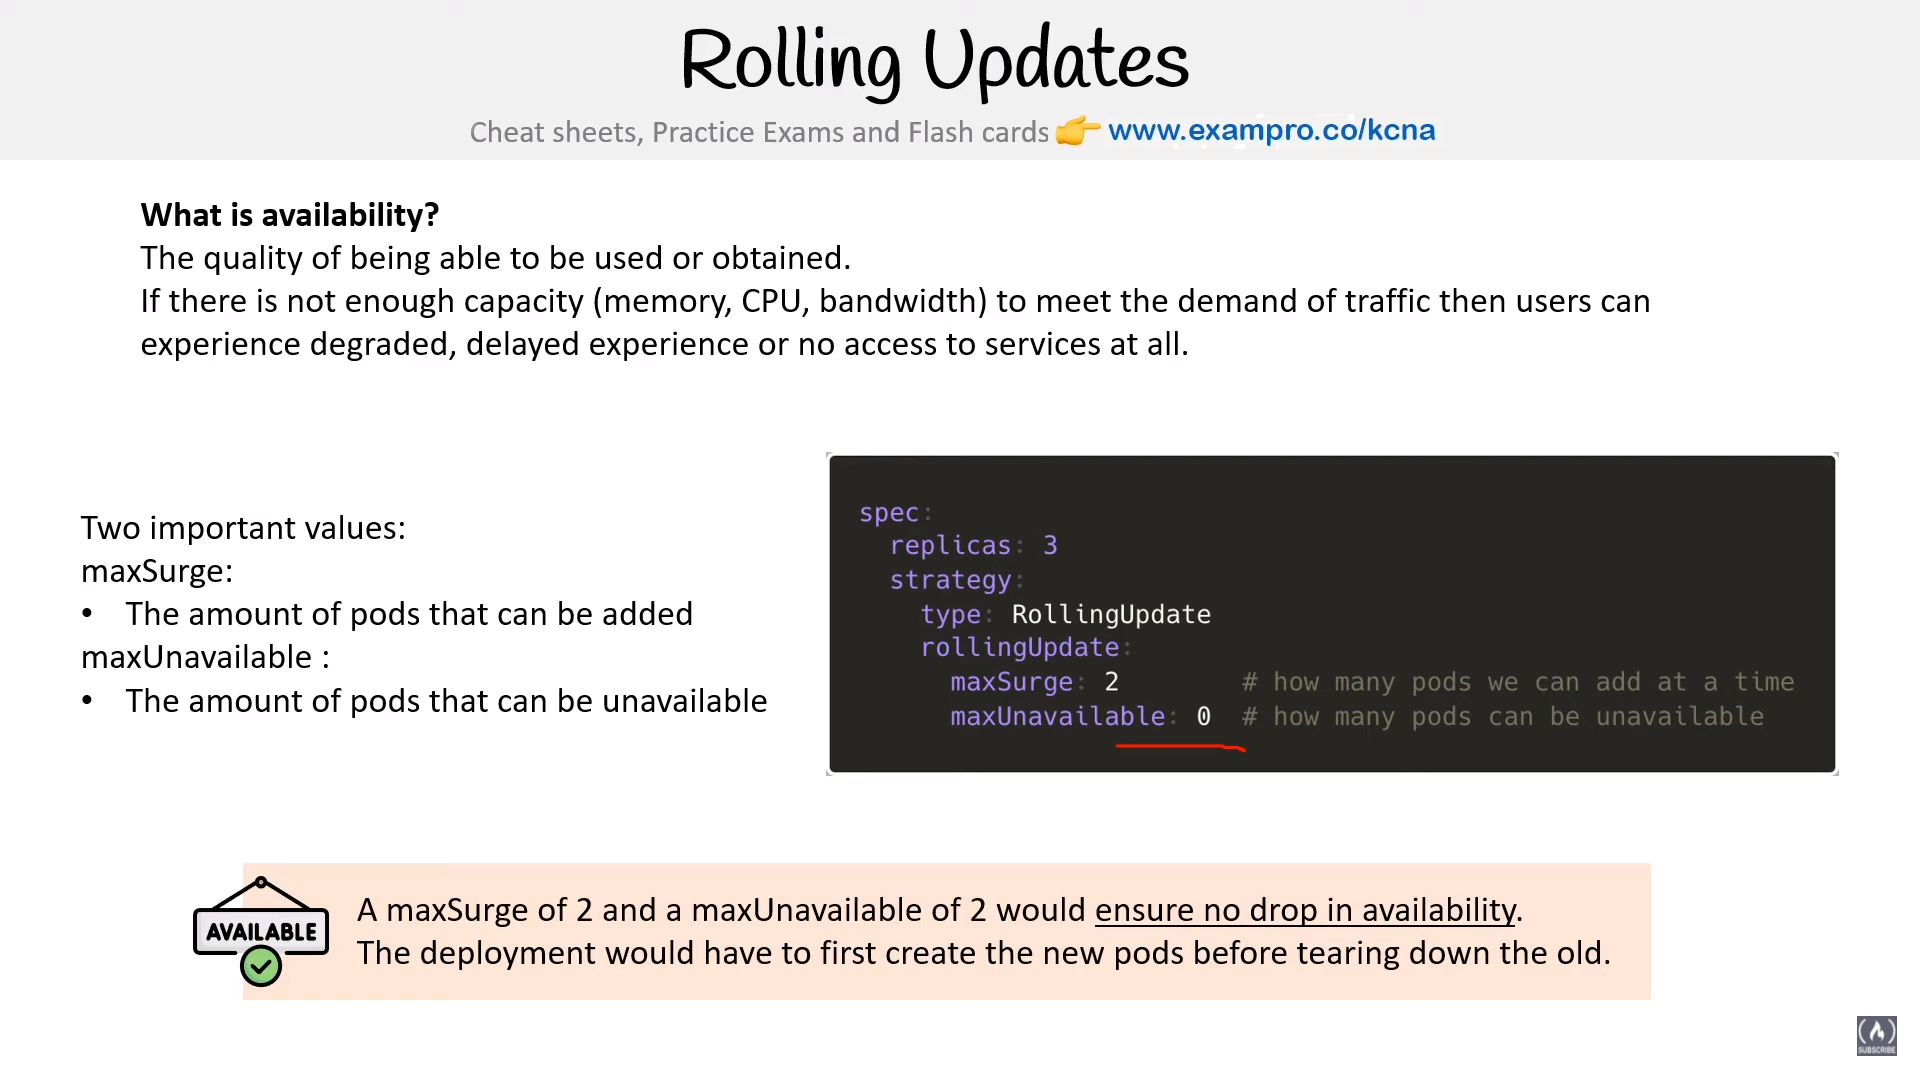 Rolling Updates
Cheat sheets, Practice Exams and Flash cards 👉 www.exampro.co/kcna
What is availability?
The quality of being able to be used or obtained.
If there is not enough capacity (memory, CPU, bandwidth) to meet the demand of traffic then users can
experience degraded, delayed experience or no access to services at all.
Two important values:
maxSurge:
• The amount of pods that can be added
maxUnavailable :
• The amount of pods that can be unavailable
spec:
  replicas: 3
  strategy:
    type: RollingUpdate
    rollingUpdate:
      maxSurge: 2        # how many pods we can add at a time
      maxUnavailable: 0  # how many pods can be unavailable
AVAILABLE
A maxSurge of 2 and a maxUnavailable of 2 would ensure no drop in availability.
The deployment would have to first create the new pods before tearing down the old.
SUBSCRIBE